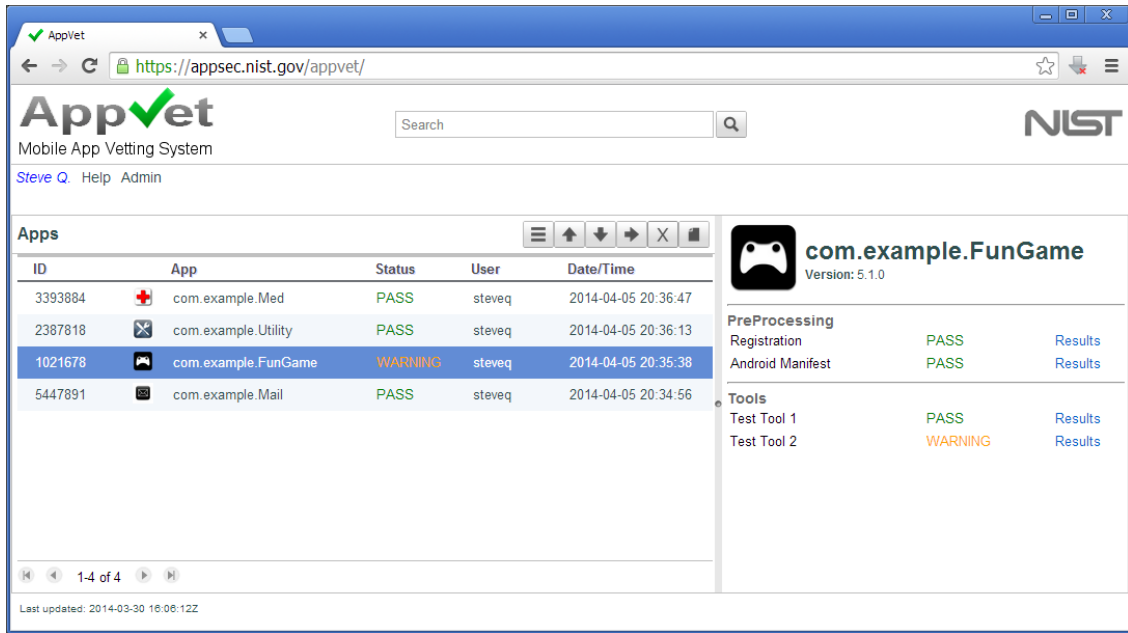 AppVet
https://appsec.nist.gov/appvet/
AppVet
Mobile App Vetting System
Search
NIST
Steve Q. Help Admin
Apps
X
ID App Status User Date/Time
3393884 com.example.Med PASS steveq 2014-04-05 20:36:47
2387818 com.example.Utility PASS steveq 2014-04-05 20:36:13
1021678 com.example.FunGame WARNING steveq 2014-04-05 20:35:38
5447891 com.example.Mail PASS steveq 2014-04-05 20:34:56
1-4 of 4
com.example.FunGame
Version: 5.1.0
PreProcessing
Registration PASS Results
Android Manifest PASS Results
Tools
Test Tool 1 PASS Results
Test Tool 2 WARNING Results
Last updated: 2014-03-30 16:06:12Z